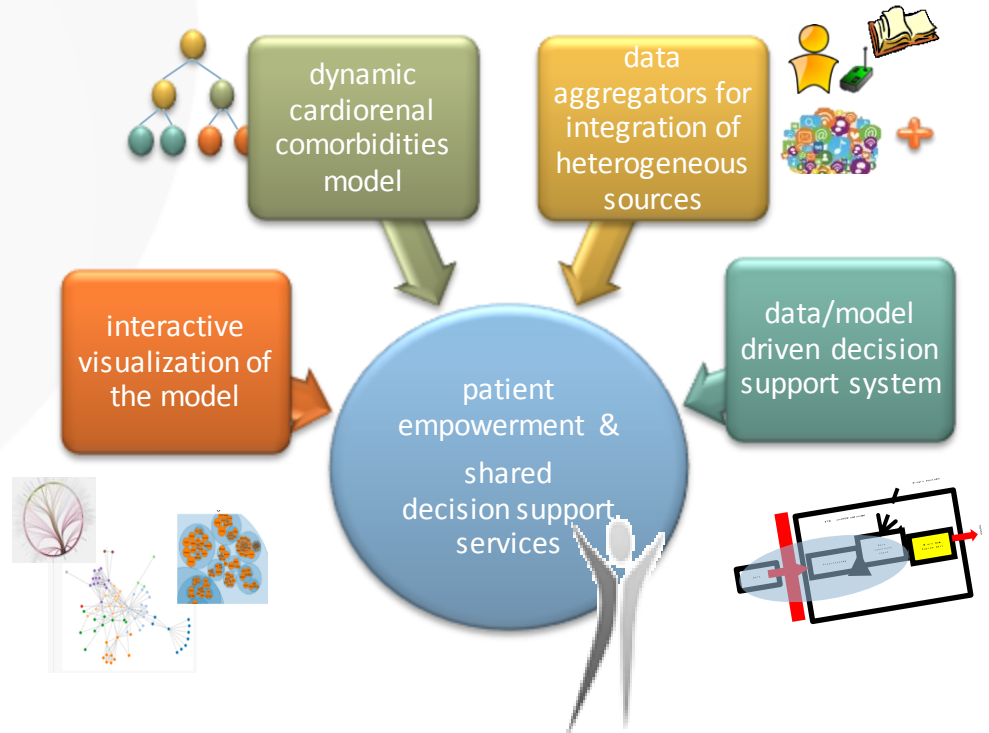 dynamic
cardiorenal
comorbidities
model
data
aggregators for
integration of
heterogeneous
sources
interactive
visualization of
the model
data/model
driven decision
support system
patient
empowerment &
shared
decision support
services